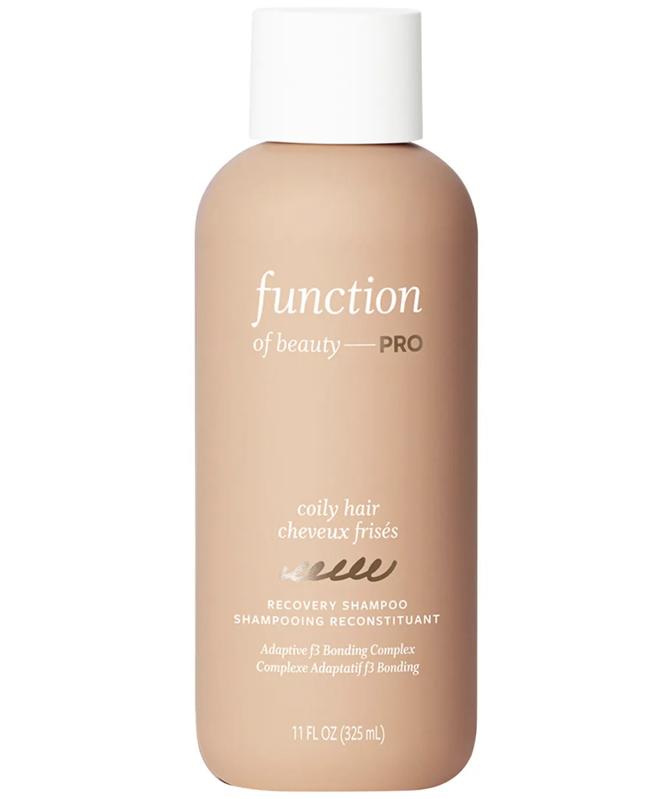 function
of beauty — PRO
coily hair
cheveux frisés
RECOVERY SHAMPOO
SHAMPOOING RECONSTITUANT
Adaptive f3 Bonding Complex
Complexe Adaptatif f3 Bonding
11 FL OZ (325 mL)